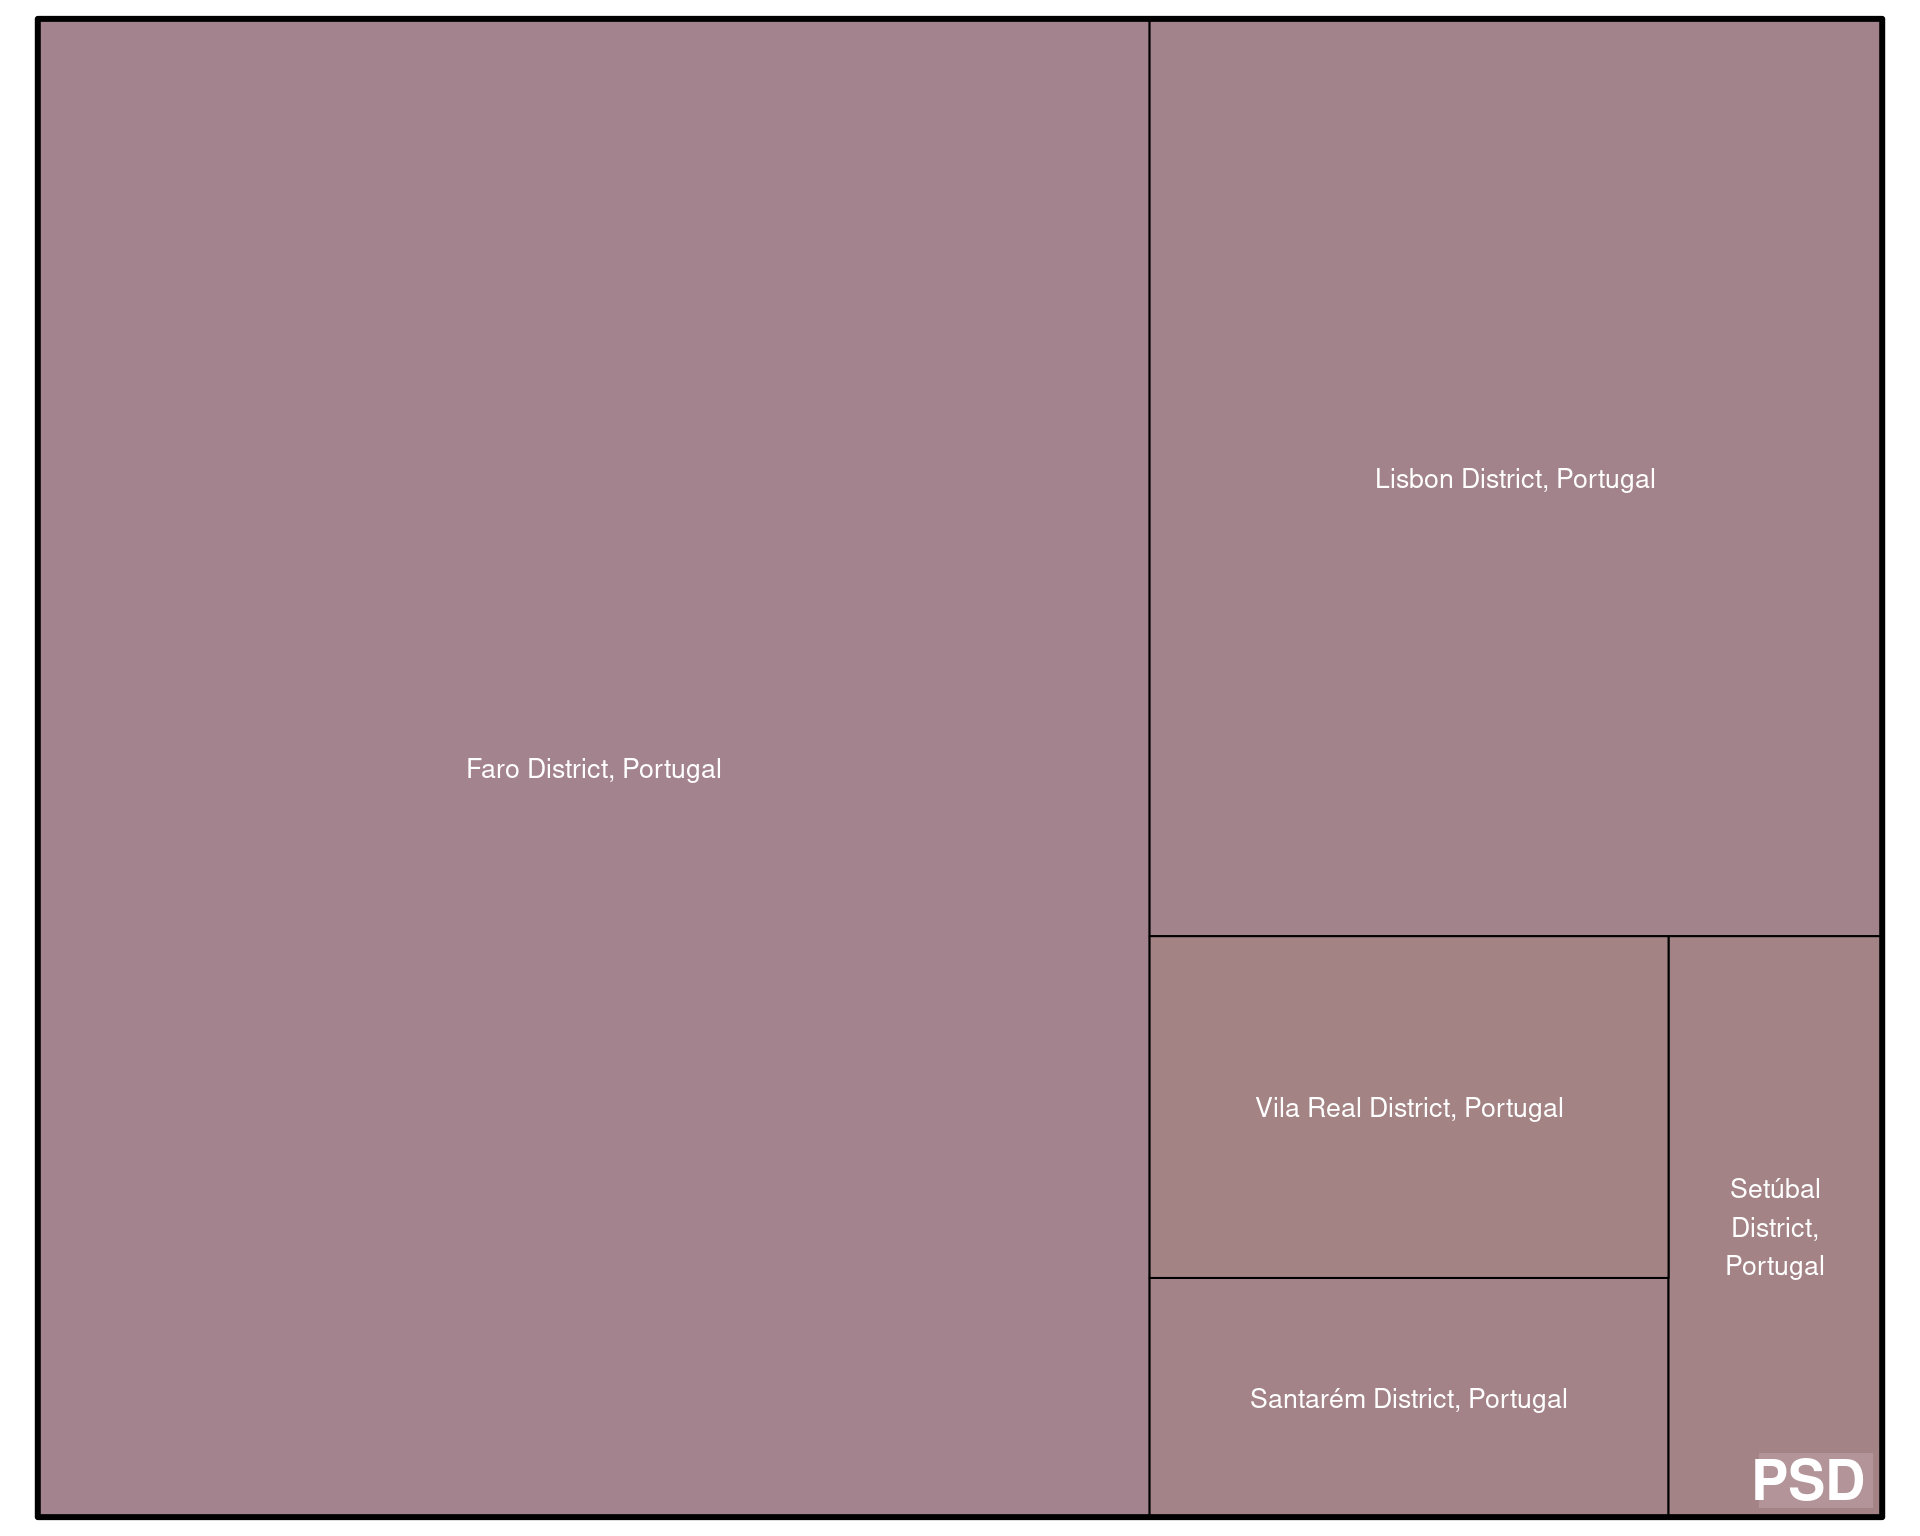 Lisbon District, Portugal
Faro District, Portugal
Vila Real District, Portugal
Setúbal
District,
Portugal
Santarém District, Portugal
PSD